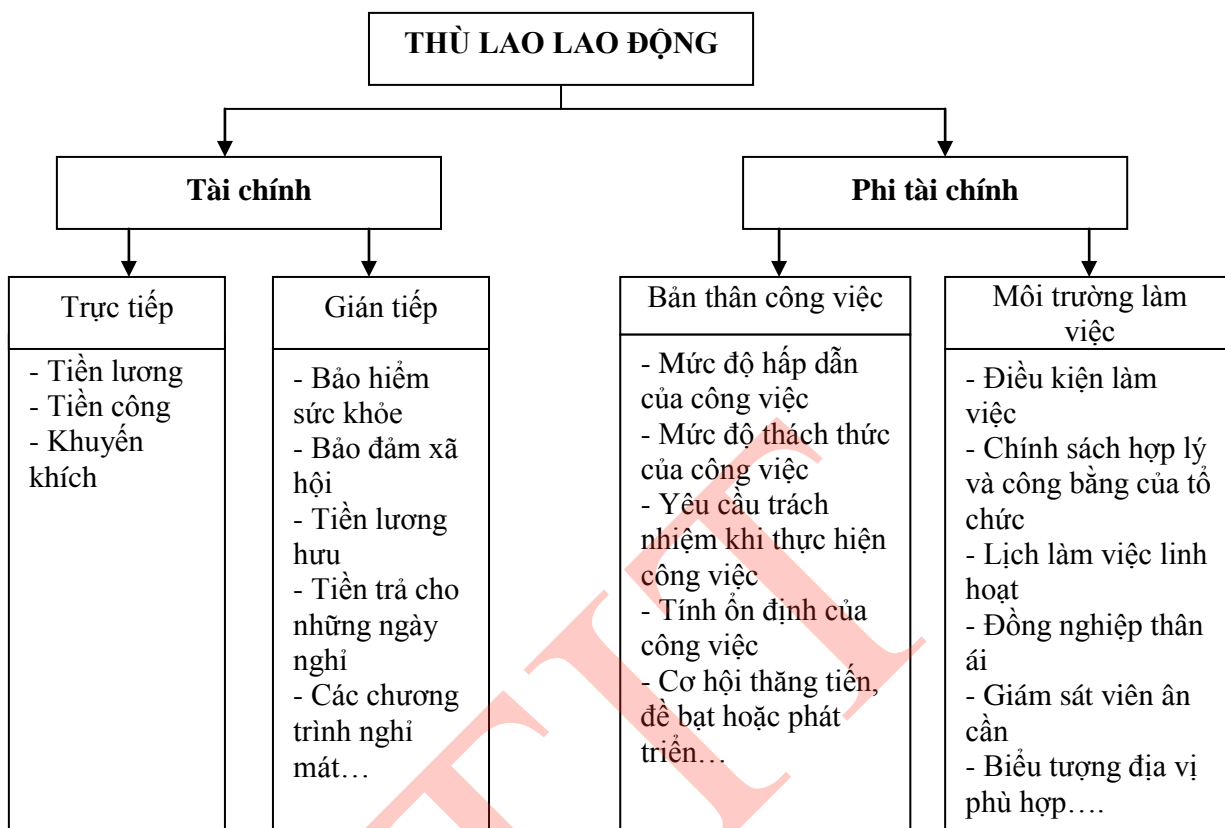 THÙ LAO LAO ĐỘNG
Tài chính
Phi tài chính
Trực tiếp
- Tiền lương
- Tiền công
- Khuyến
khích
Gián tiếp
- Bảo hiểm
sức khỏe
- Bảo đảm xã
hội
- Tiền lương
hưu
- Tiền trả cho
những ngày
nghỉ
- Các chương
trình nghỉ
mát…
Bản thân công việc
- Mức độ hấp dẫn
của công việc
- Mức độ thách thức
của công việc
- Yêu cầu trách
nhiệm khi thực hiện
công việc
- Tính ổn định của
công việc
- Cơ hội thăng tiến,
đề bạt hoặc phát
triển…
Môi trường làm
việc
- Điều kiện làm
việc
- Chính sách hợp lý
và công bằng của tổ
chức
- Lịch làm việc linh
hoạt
- Đồng nghiệp thân
ái
- Giám sát viên ân
cần
- Biểu tượng địa vị
phù hợp….